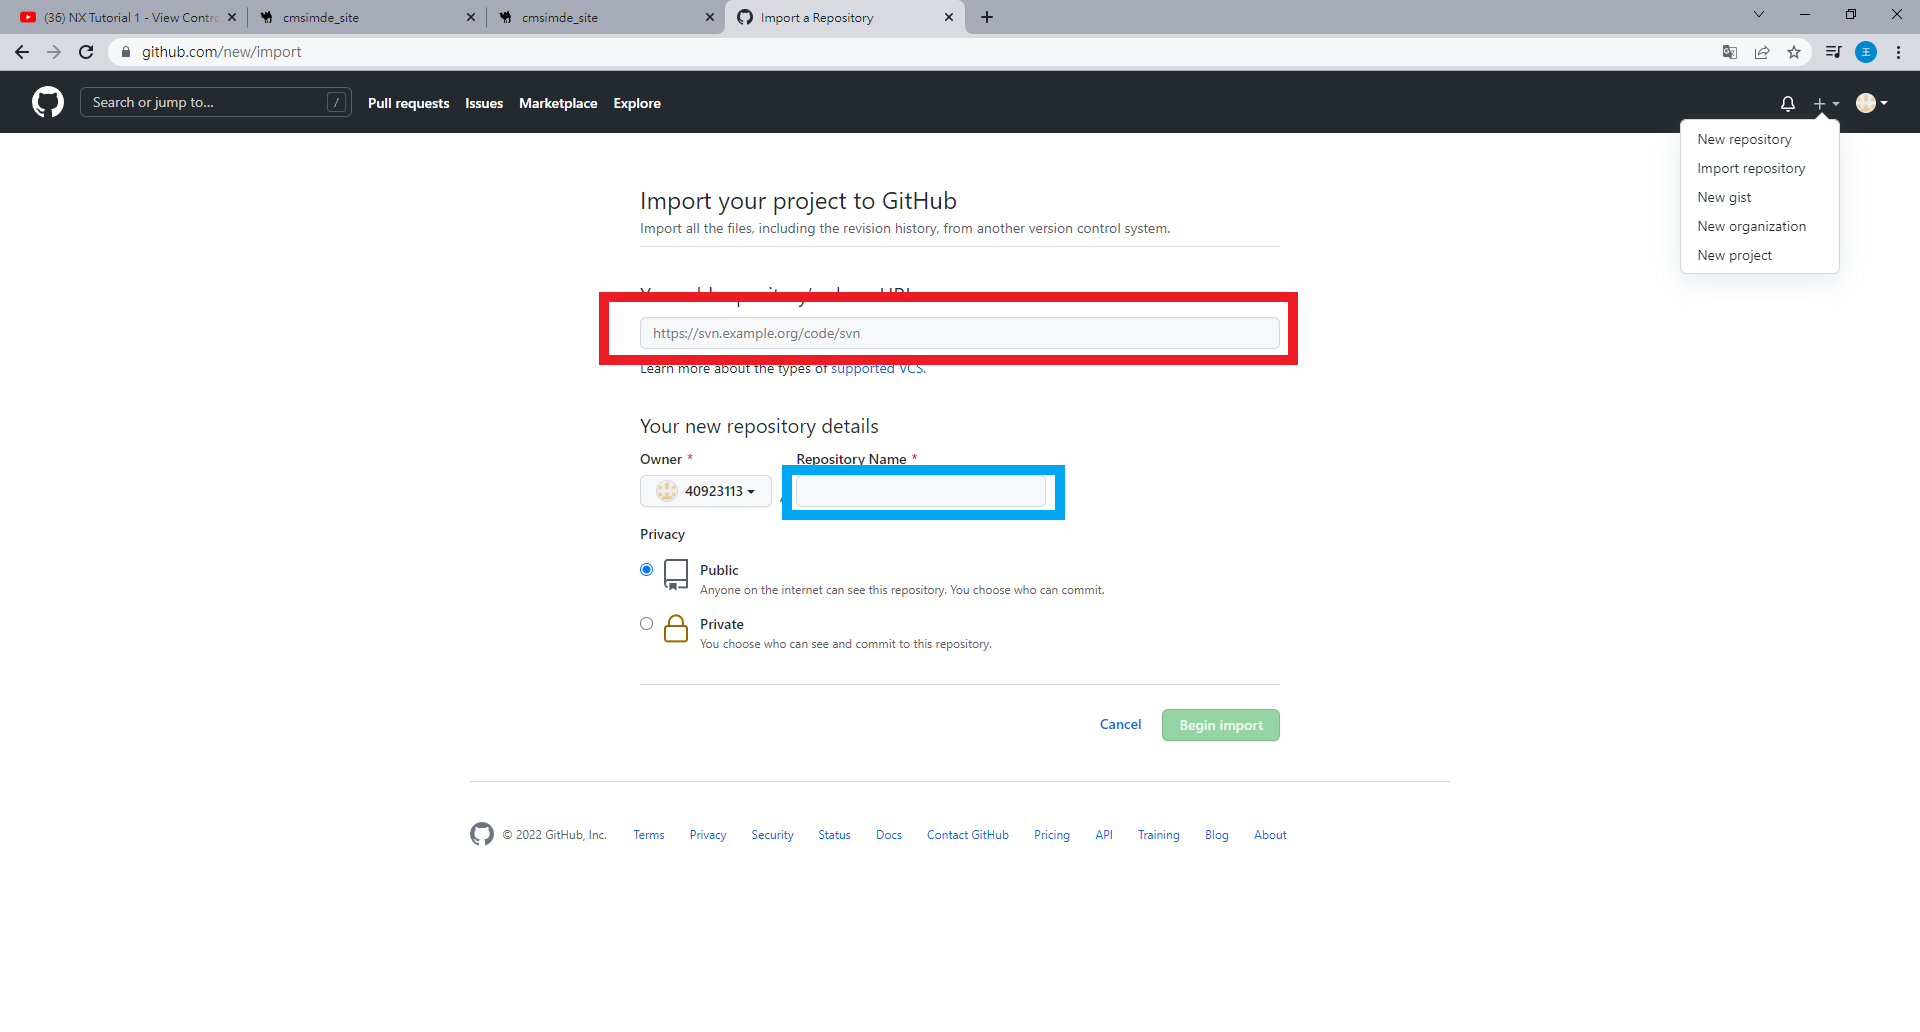 (36) NX Tutorial 1 - View Contro
cmsimde_site
cmsimde_site
Import a Repository
github.com/new/import
王
Search or jump to... /
Pull requests Issues Marketplace Explore
New repository
Import repository
New gist
New organization
New project
Import your project to GitHub
Import all the files, including the revision history, from another version control system.
https://svn.example.org/code/svn
Learn more about the types of supported VCS.
Your new repository details
Owner * Repository Name *
40923113
Privacy
Public
Anyone on the internet can see this repository. You choose who can commit.
Private
You choose who can see and commit to this repository.
Cancel Begin import
© 2022 GitHub, Inc. Terms Privacy Security Status Docs Contact GitHub Pricing API Training Blog About